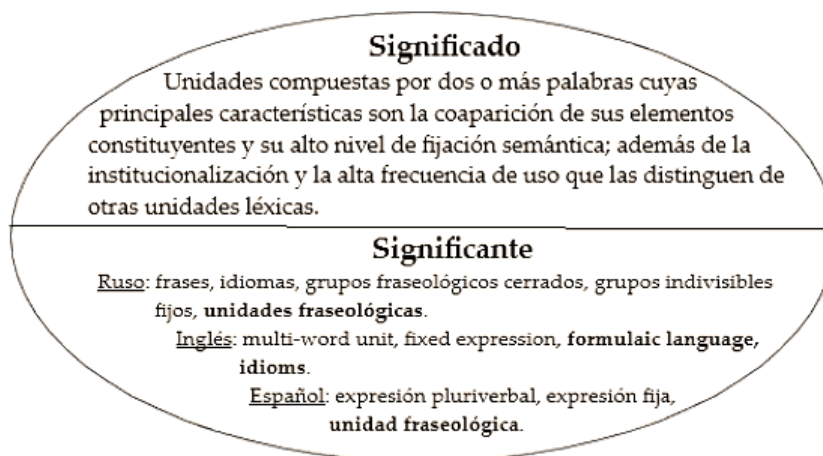 Significado
Unidades compuestas por dos o más palabras cuyas
principales características son la coaparición de sus elementos
constituyentes y su alto nivel de fijación semántica; además de la
institucionalización y la alta frecuencia de uso que las distinguen de
otras unidades léxicas.
Significante
Ruso: frases, idiomas, grupos fraseológicos cerrados, grupos indivisibles
fijos, unidades fraseológicas.
Inglés: multi-word unit, fixed expression, formulaic language,
idioms.
Español: expresión pluriverbal, expresión fija,
unidad fraseológica.